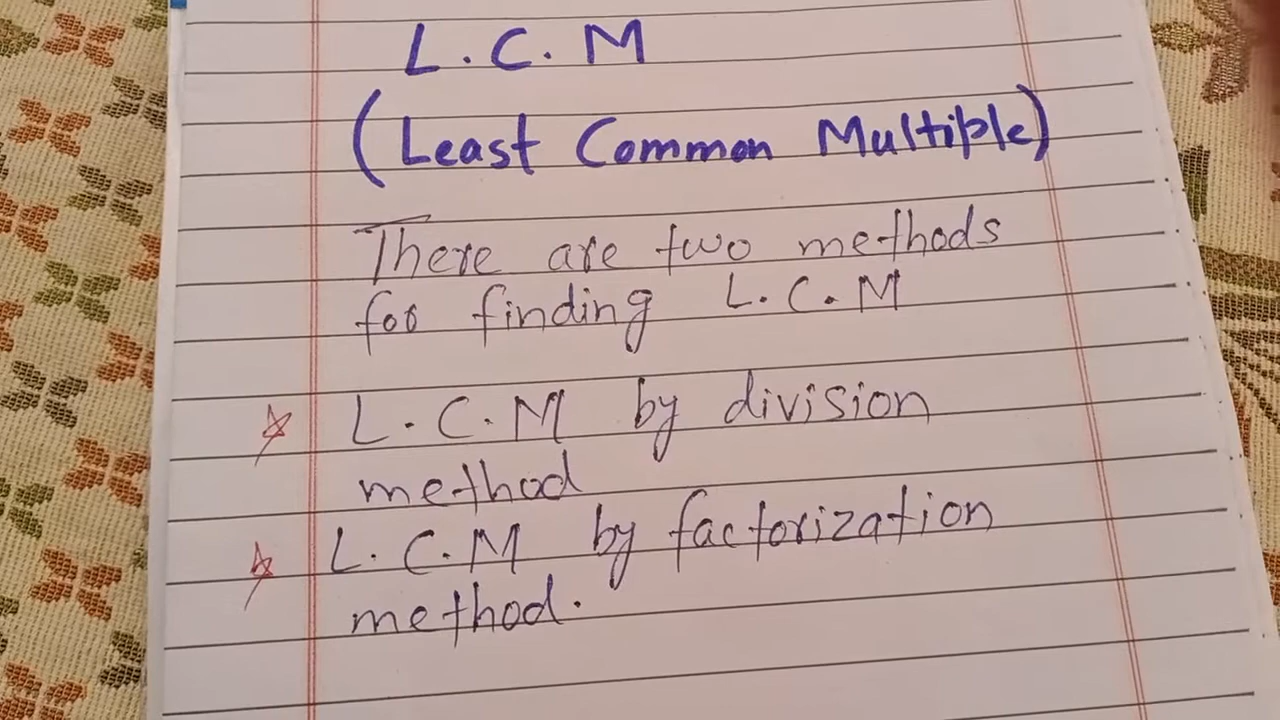 L.C.M
(Least Common Multiple)
There are two methods
for finding L.C.M
☆ L.C.M by division
method
☆ L.C.M by factorization
method.